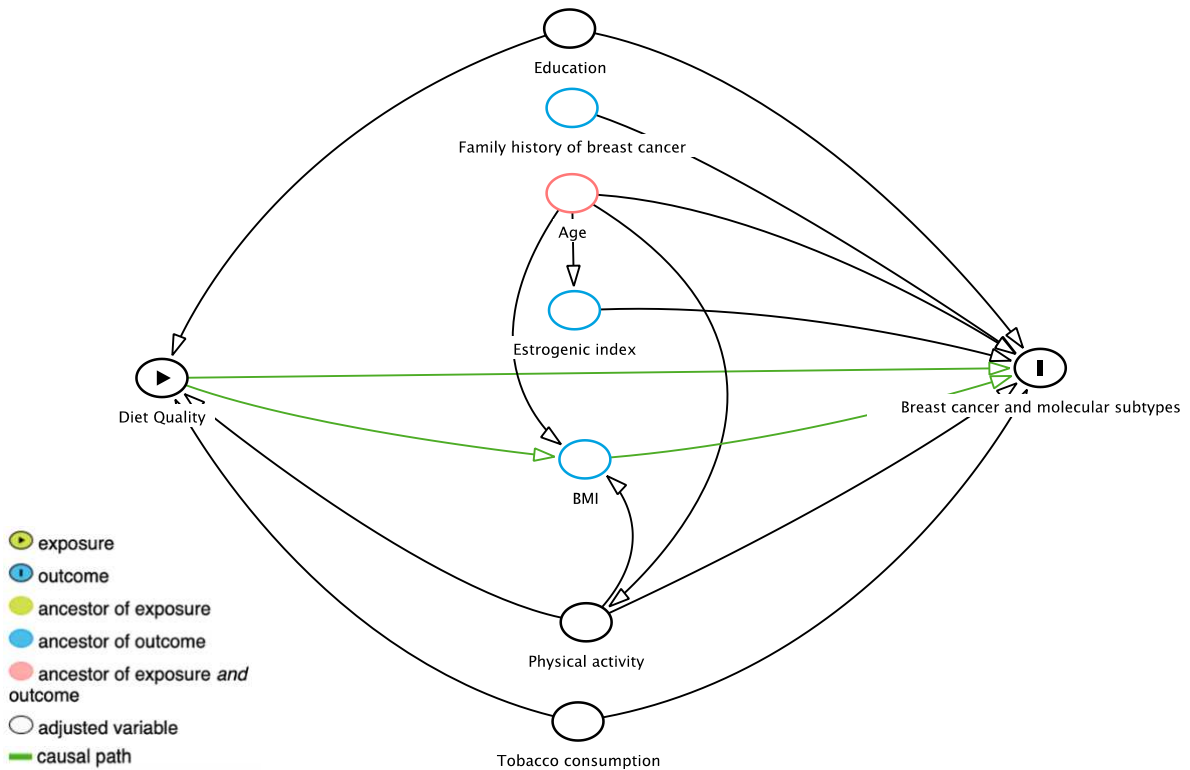 Education
Family history of breast cancer
Age
Estrogenic index
Diet Quality
Breast cancer and molecular subtypes
BMI
Physical activity
Tobacco consumption
exposure
outcome
ancestor of exposure
ancestor of outcome
ancestor of exposure and
outcome
adjusted variable
causal path